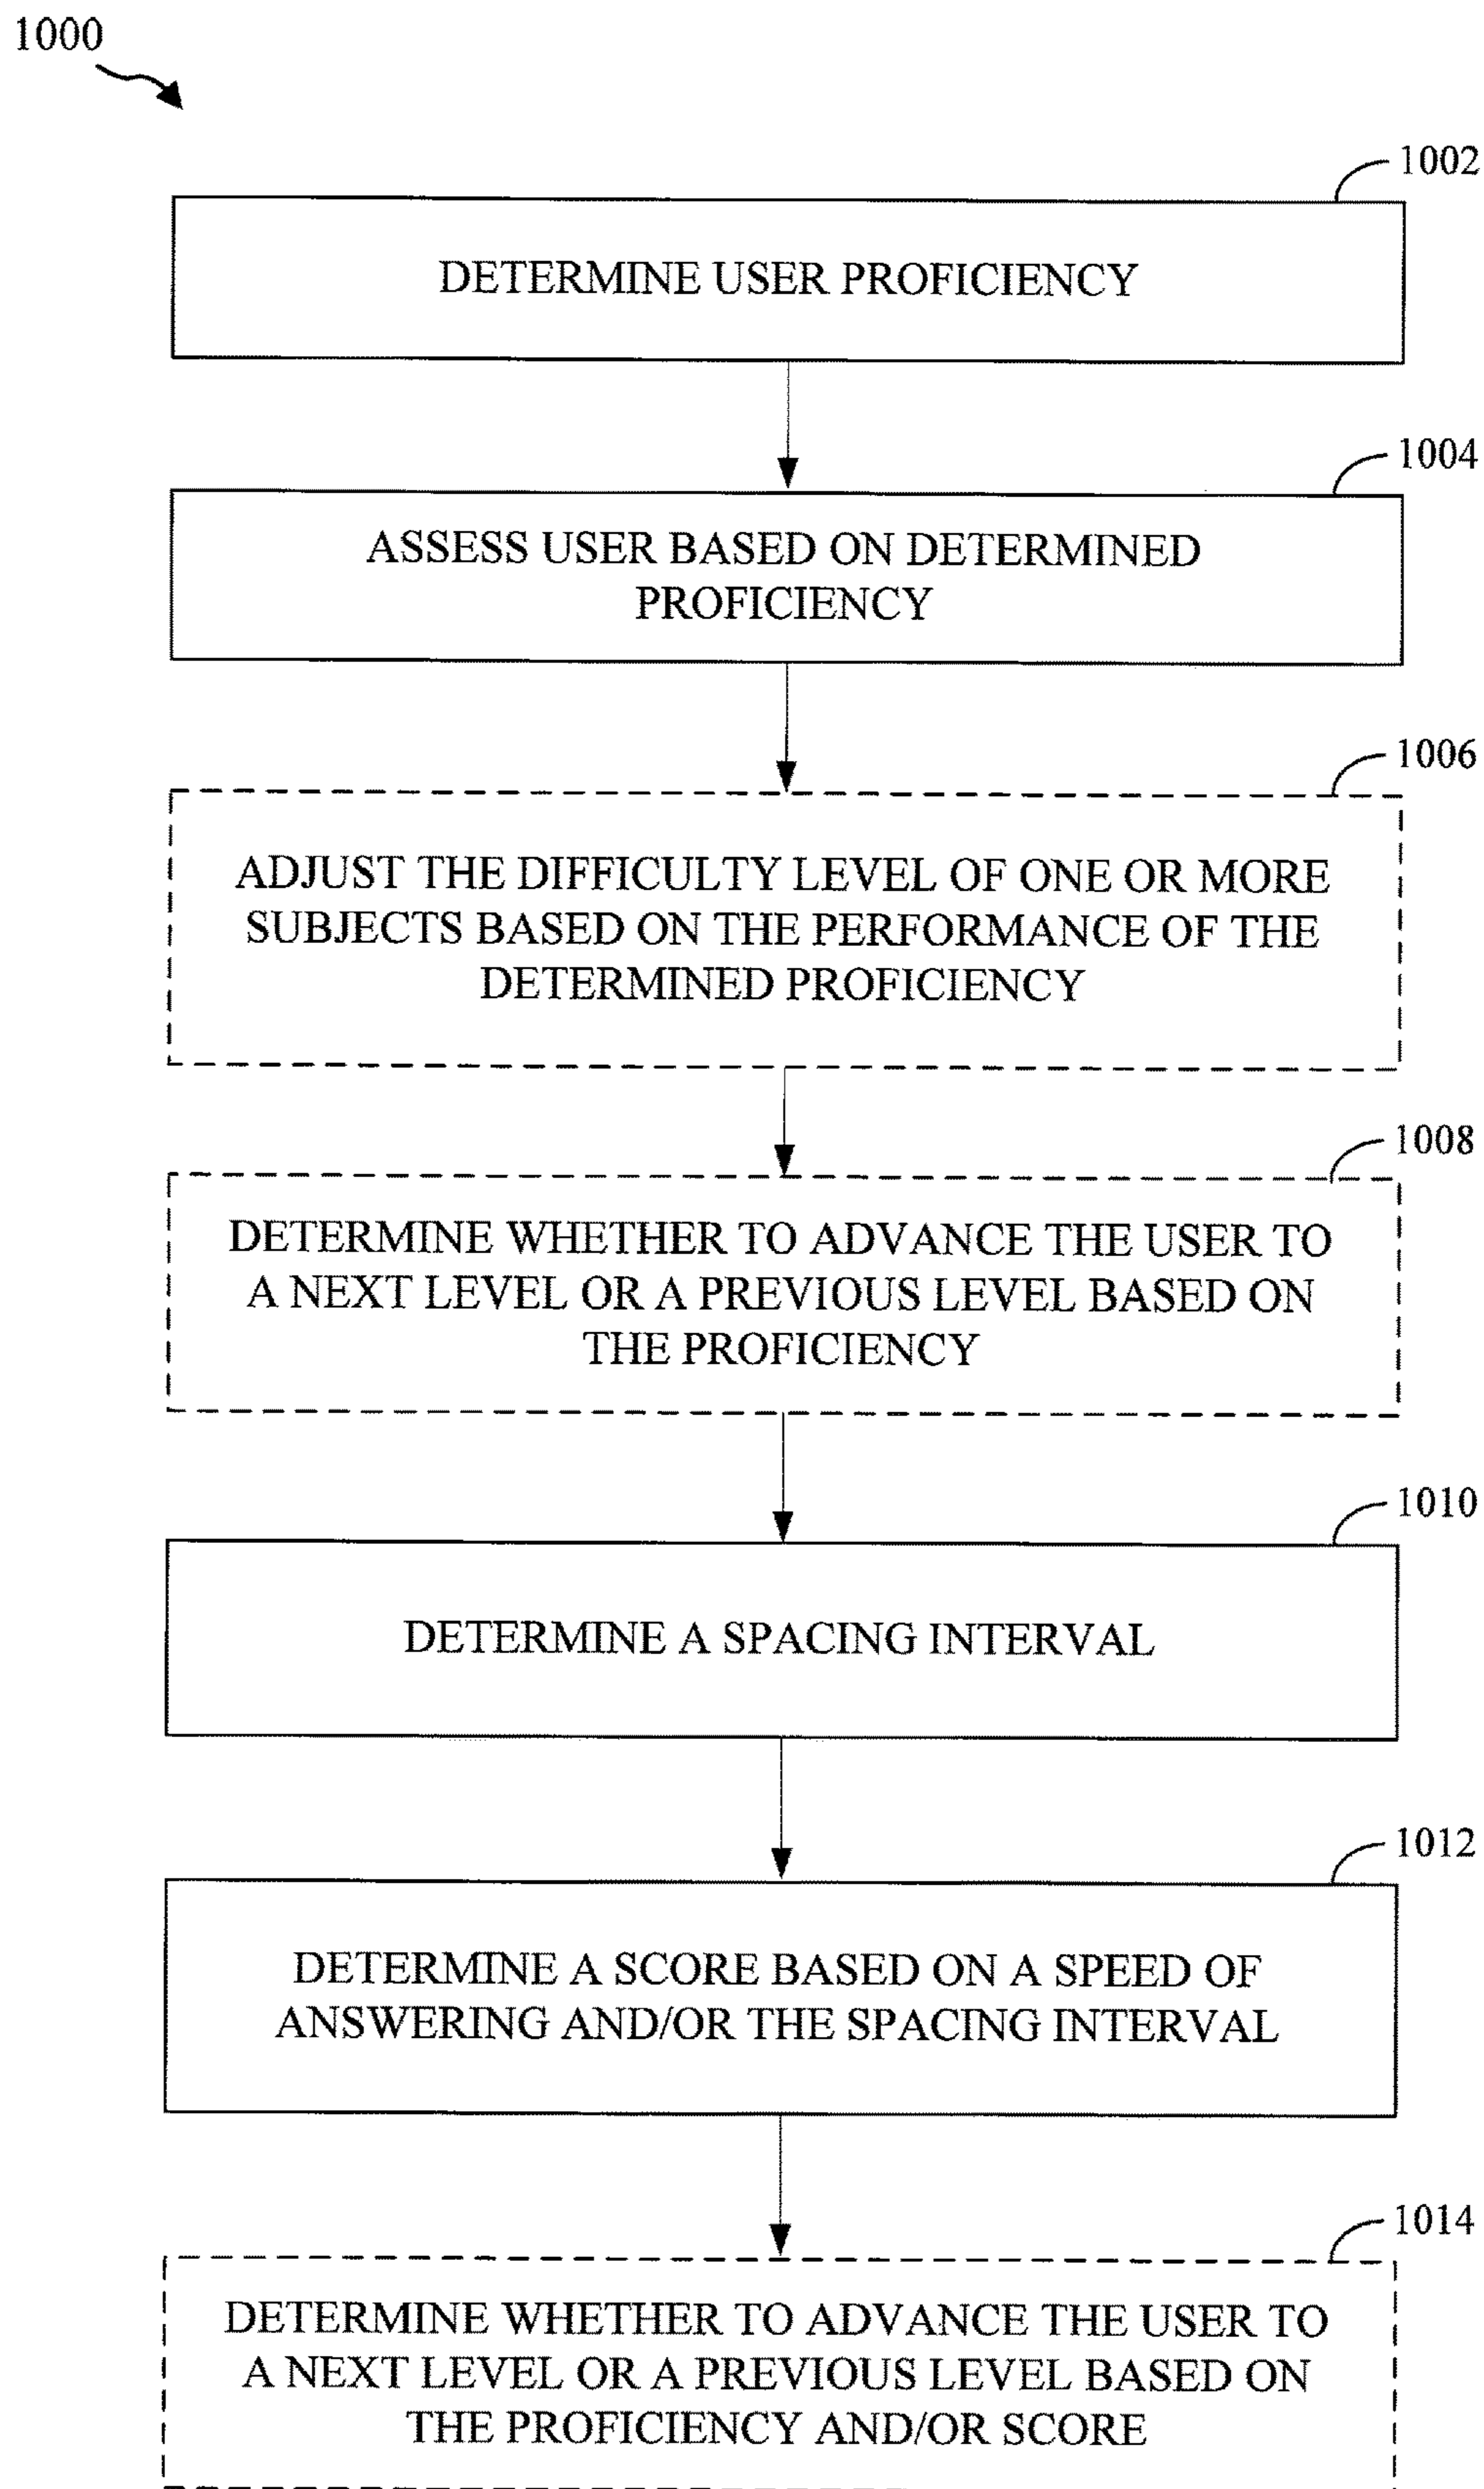 1000
1002
DETERMINE USER PROFICIENCY
1004
ASSESS USER BASED ON DETERMINED
PROFICIENCY
1006
ADJUST THE DIFFICULTY LEVEL OF ONE OR MORE
SUBJECTS BASED ON THE PERFORMANCE OF THE
DETERMINED PROFICIENCY
1008
DETERMINE WHETHER TO ADVANCE THE USER TO
A NEXT LEVEL OR A PREVIOUS LEVEL BASED ON
THE PROFICIENCY
1010
DETERMINE A SPACING INTERVAL
1012
DETERMINE A SCORE BASED ON A SPEED OF
ANSWERING AND/OR THE SPACING INTERVAL
1014
DETERMINE WHETHER TO ADVANCE THE USER TO
A NEXT LEVEL OR A PREVIOUS LEVEL BASED ON
THE PROFICIENCY AND/OR SCORE